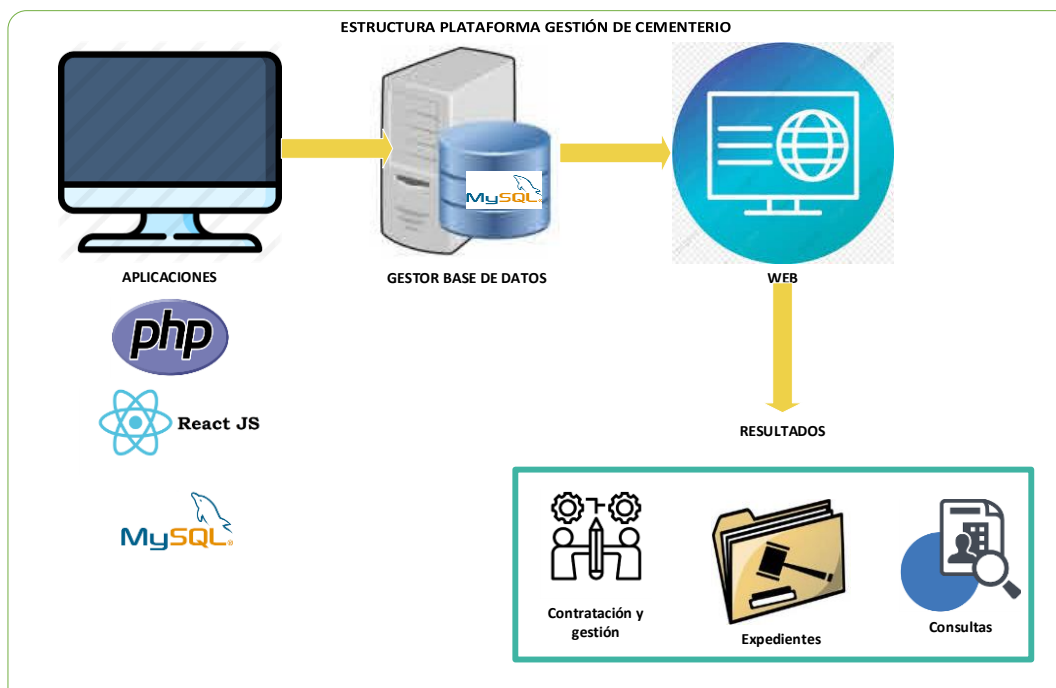 ESTRUCTURA PLATAFORMA GESTIÓN DE CEMENTERIO
MySQL
APLICACIONES
GESTOR BASE DE DATOS
WEB
php
React JS
RESULTADOS
MySQL
Contratación y
gestión
Expedientes
Consultas